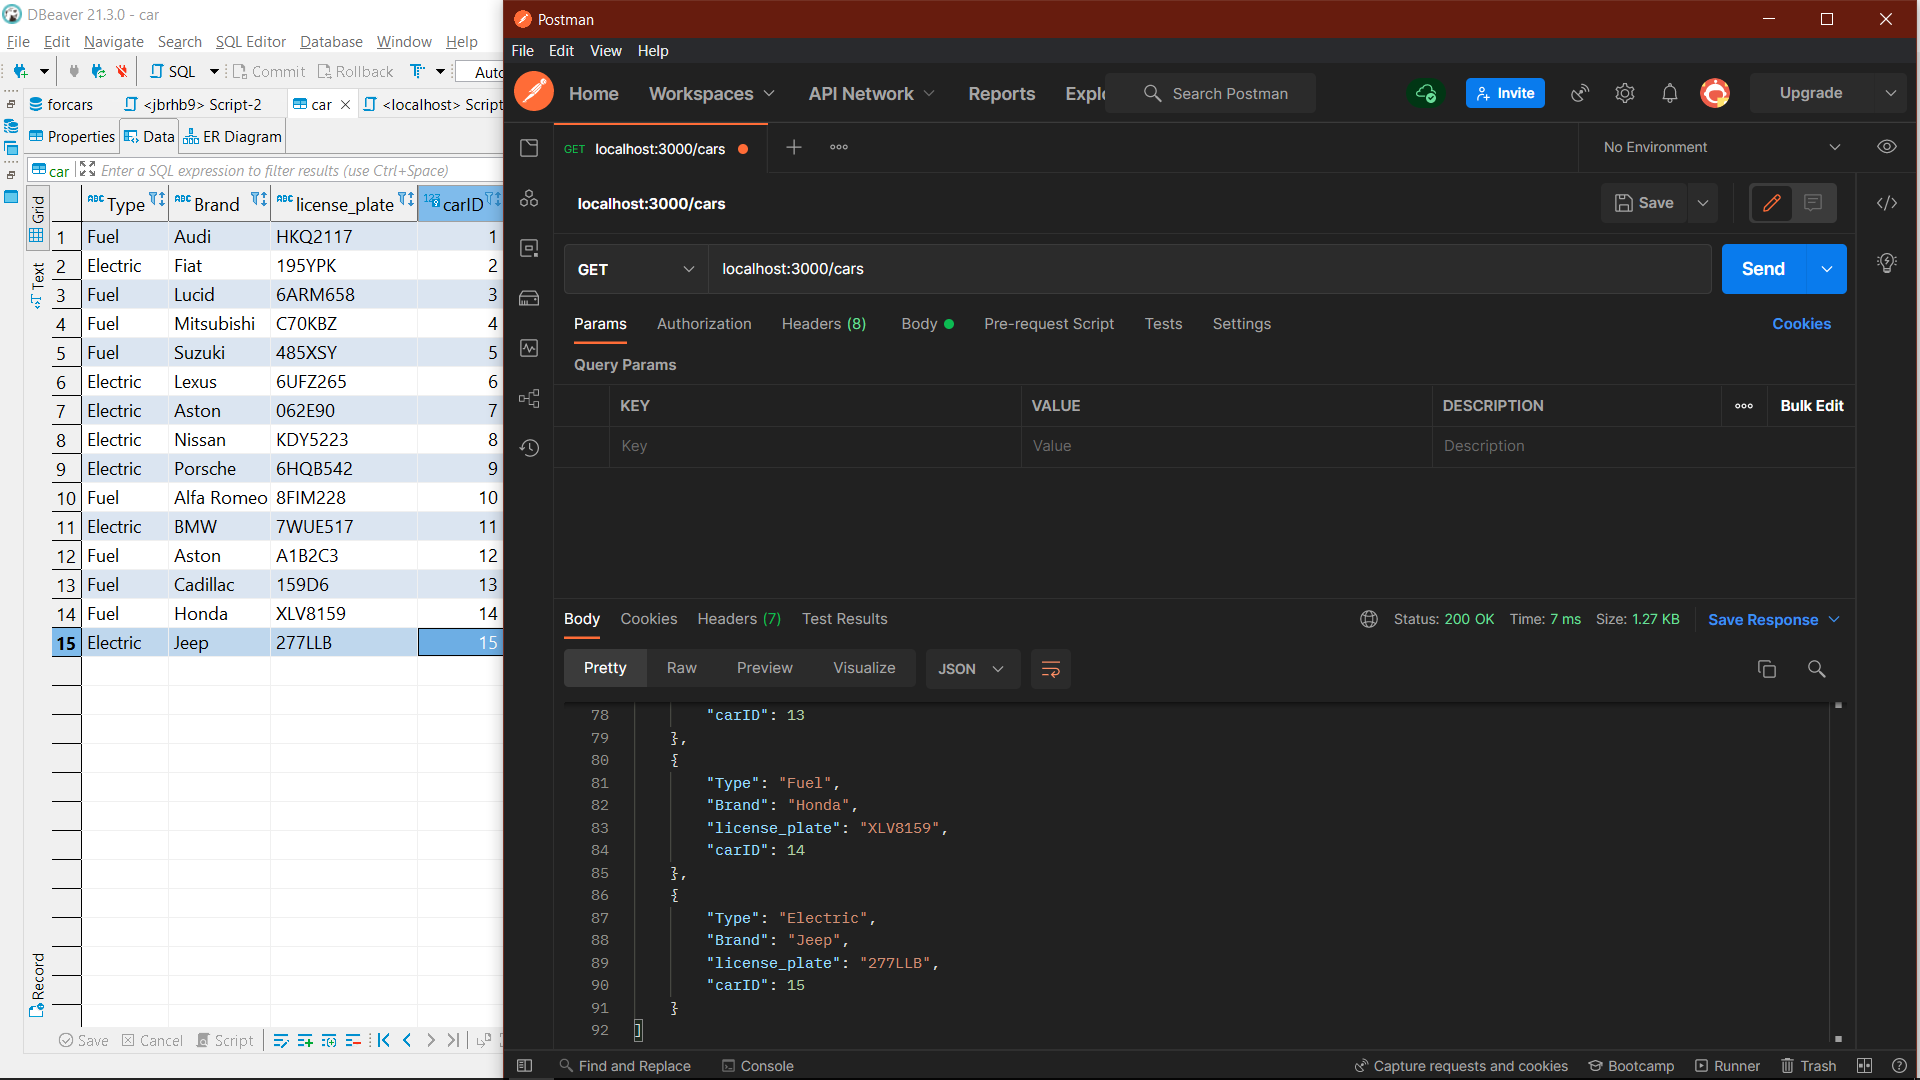 DBeaver 21.3.0 - car
File Edit Navigate Search SQL Editor Database Window Help
SQL Commit Rollback Auto
forcars <jbrhb9> Script-2 car <localhost> Script
Properties Data ER Diagram
car Enter a SQL expression to filter results (use Ctrl+Space)
Grid
Text
Record
ABC Type ABC Brand ABC license_plate 123 carID
1 Fuel Audi HKQ2117 1
2 Electric Fiat 195YPK 2
3 Fuel Lucid 6ARM658 3
4 Fuel Mitsubishi C70KBZ 4
5 Fuel Suzuki 485XSY 5
6 Electric Lexus 6UFZ265 6
7 Electric Aston 062E90 7
8 Electric Nissan KDY5223 8
9 Electric Porsche 6HQB542 9
10 Fuel Alfa Romeo 8FIM228 10
11 Electric BMW 7WUE517 11
12 Fuel Aston A1B2C3 12
13 Fuel Cadillac 159D6 13
14 Fuel Honda XLV8159 14
15 Electric Jeep 277LLB 15
Save Cancel Script
Postman
File Edit View Help
Home Workspaces API Network Reports Explo Search Postman Invite Upgrade
GET localhost:3000/cars No Environment
localhost:3000/cars Save
GET localhost:3000/cars Send
Params Authorization Headers (8) Body Pre-request Script Tests Settings Cookies
Query Params
KEY VALUE DESCRIPTION Bulk Edit
Key Value Description
Body Cookies Headers (7) Test Results Status: 200 OK Time: 7 ms Size: 1.27 KB Save Response
Pretty Raw Preview Visualize JSON
78 "carID": 13
79 },
80 {
81 "Type": "Fuel",
82 "Brand": "Honda",
83 "license_plate": "XLV8159",
84 "carID": 14
85 },
86 {
87 "Type": "Electric",
88 "Brand": "Jeep",
89 "license_plate": "277LLB",
90 "carID": 15
91 }
92 ]
Find and Replace Console Capture requests and cookies Bootcamp Runner Trash